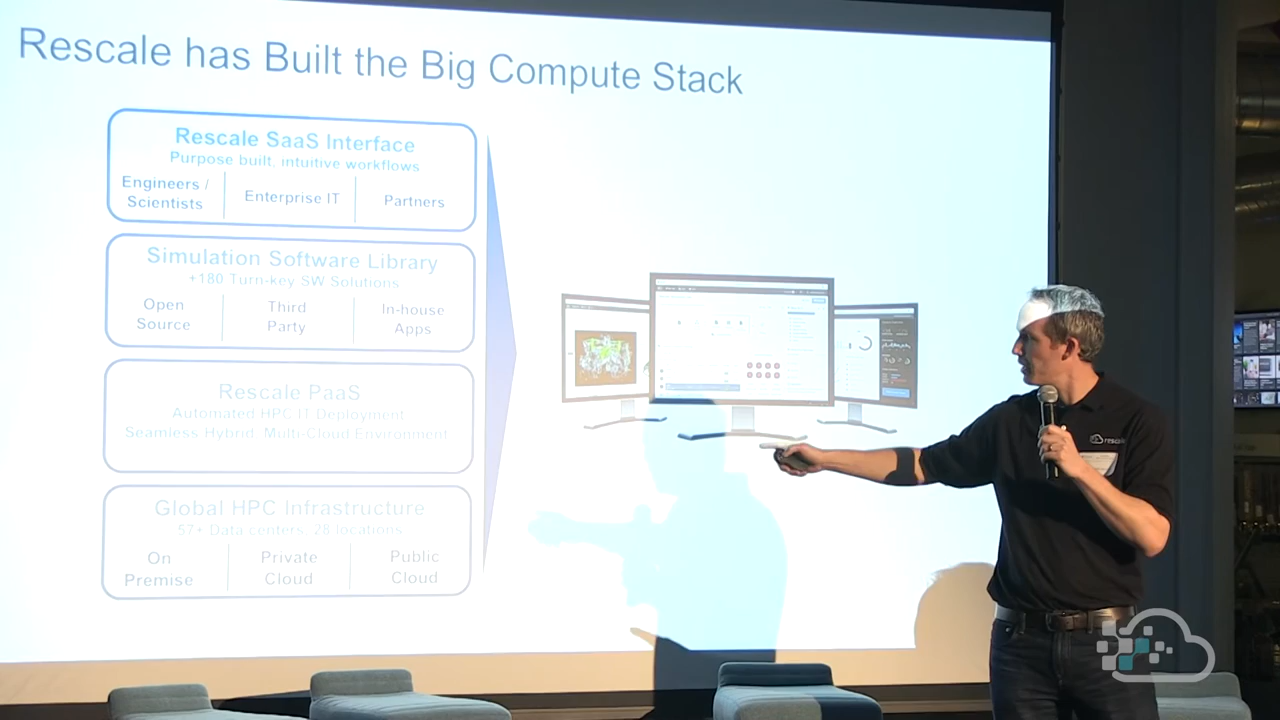 Rescale has Built the Big Compute Stack
Rescale SaaS Interface
Purpose built, intuitive workflows
Engineers /
Scientists
Enterprise IT
Partners
Simulation Software Library
+180 Turn-key SW Solutions
Open
Source
Third
Party
In-house
Apps
Rescale PaaS
Automated HPC IT Deployment
Seamless Hybrid, Multi-Cloud Environment
Global HPC Infrastructure
57+ Data centers, 28 locations
On
Premise
Private
Cloud
Public
Cloud